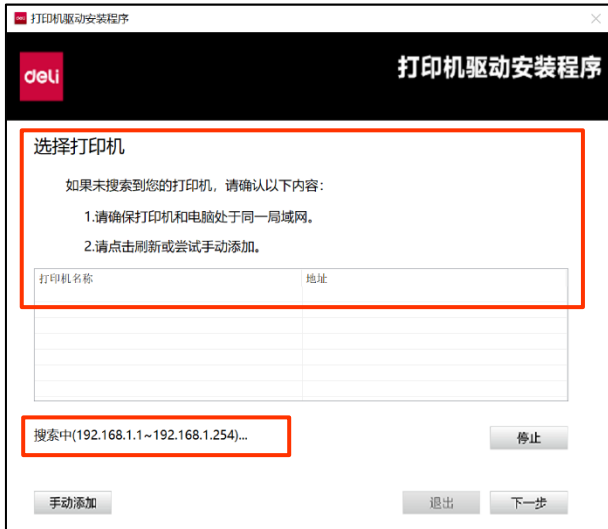 deli 打印机驱动安装程序
deli 打印机驱动安装程序
选择打印机
如果未搜索到您的打印机，请确认以下内容：
1.请确保打印机和电脑处于同一局域网。
2.请点击刷新或尝试手动添加。
打印机名称 地址
搜索中(192.168.1.1~192.168.1.254)...
停止
手动添加 退出 下一步